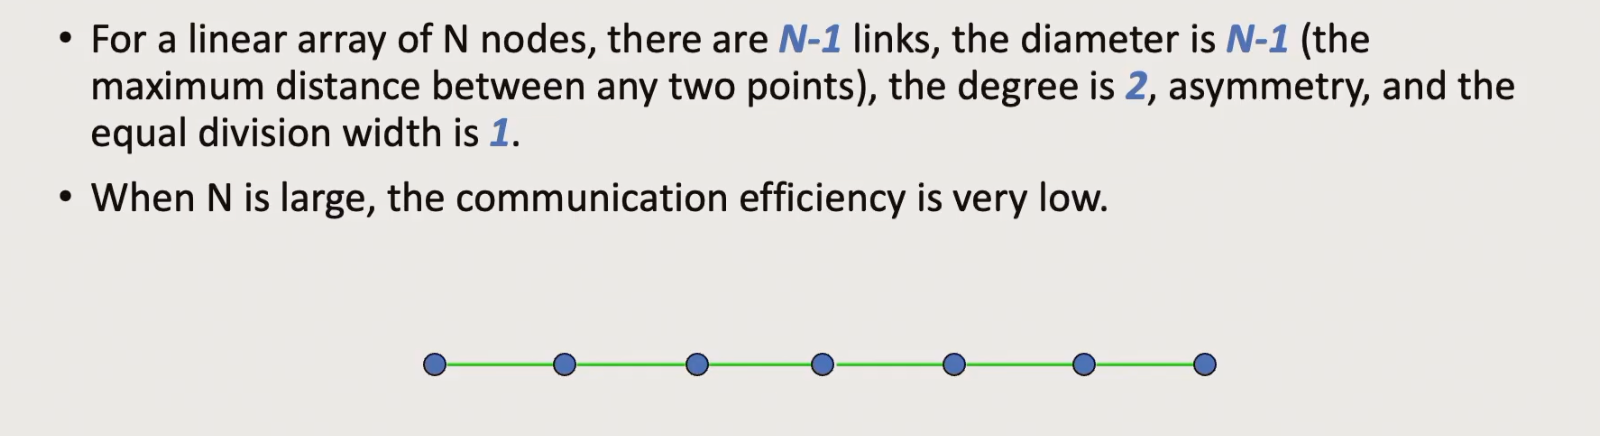 • For a linear array of N nodes, there are N-1 links, the diameter is N-1 (the
maximum distance between any two points), the degree is 2, asymmetry, and the
equal division width is 1.
• When N is large, the communication efficiency is very low.